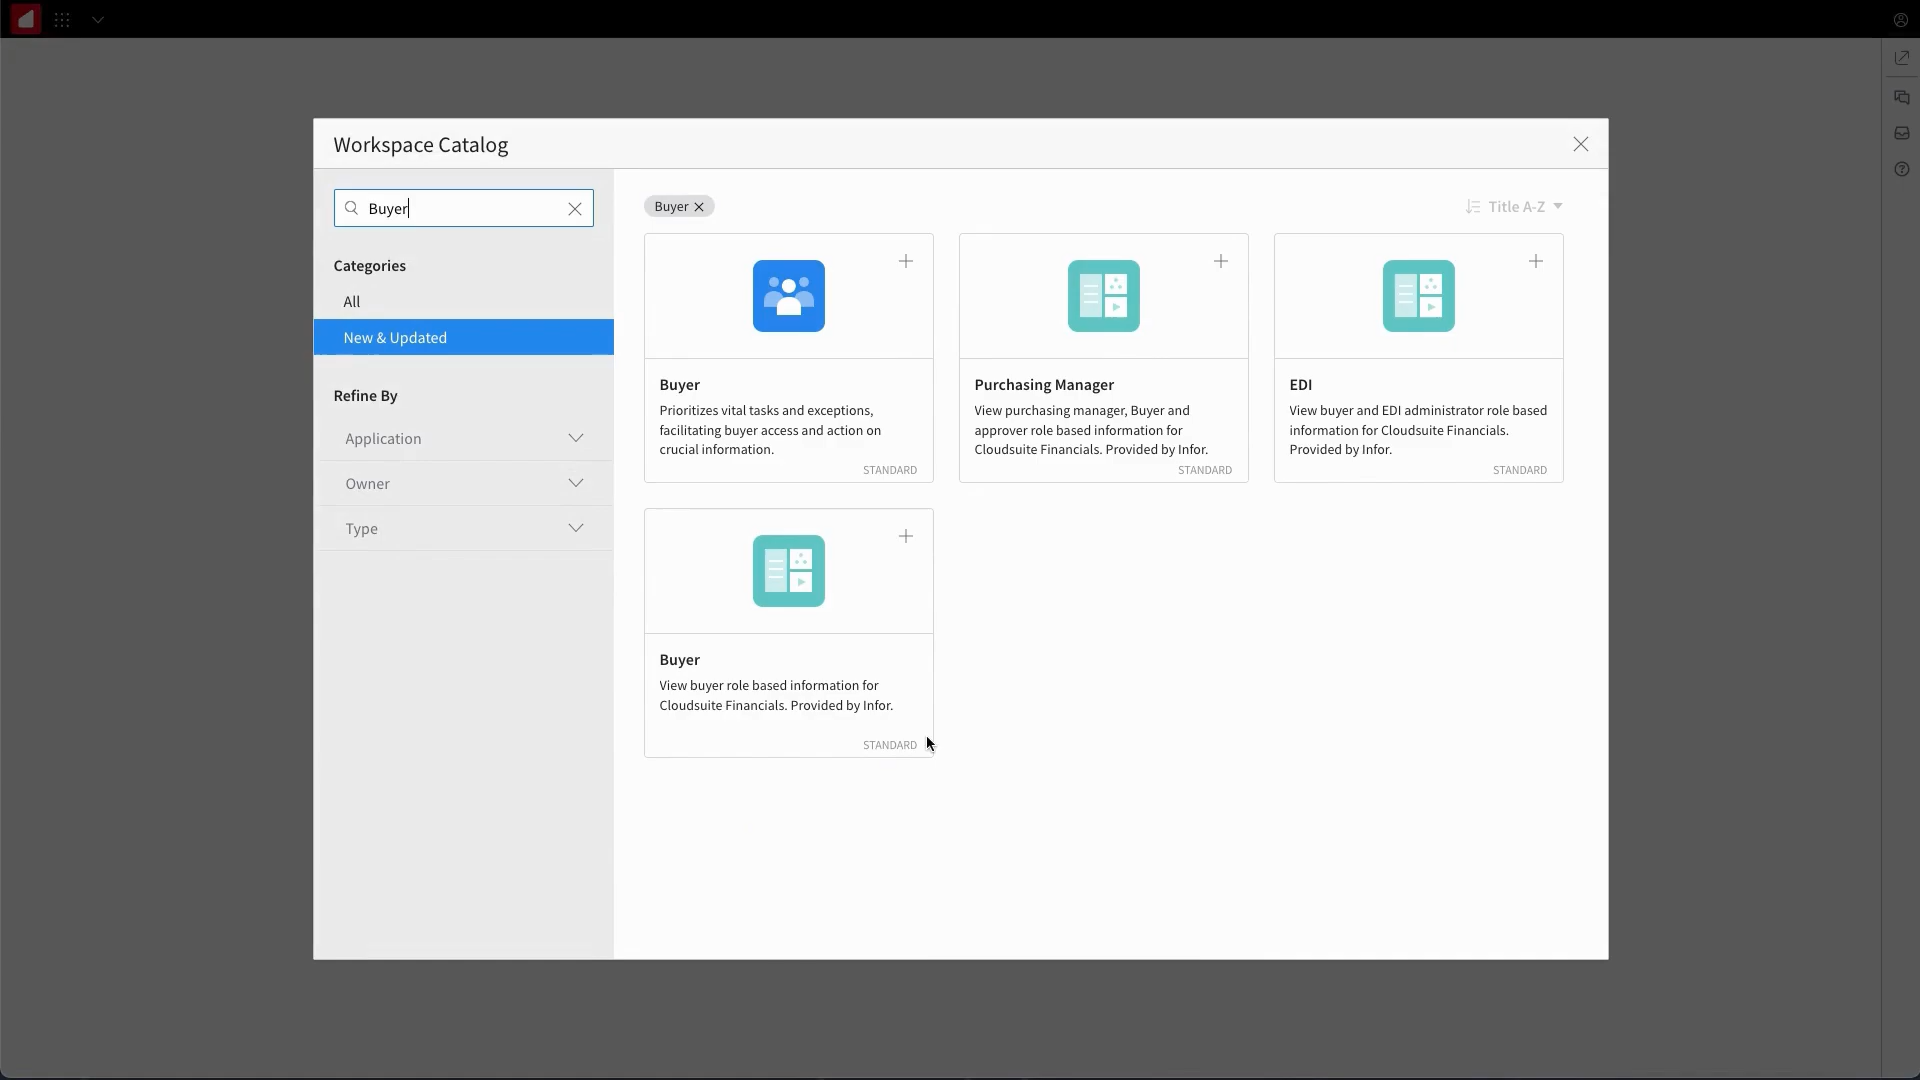 Workspace Catalog
Buyer
Categories
All
New & Updated
Refine By
Application
Owner
Type
Buyer
Title A-Z
Buyer
Prioritizes vital tasks and exceptions,
facilitating buyer access and action on
crucial information.
STANDARD
Purchasing Manager
View purchasing manager, Buyer and
approver role based information for
Cloudsuite Financials. Provided by Infor.
STANDARD
EDI
View buyer and EDI administrator role based
information for Cloudsuite Financials.
Provided by Infor.
STANDARD
Buyer
View buyer role based information for
Cloudsuite Financials. Provided by Infor.
STANDARD